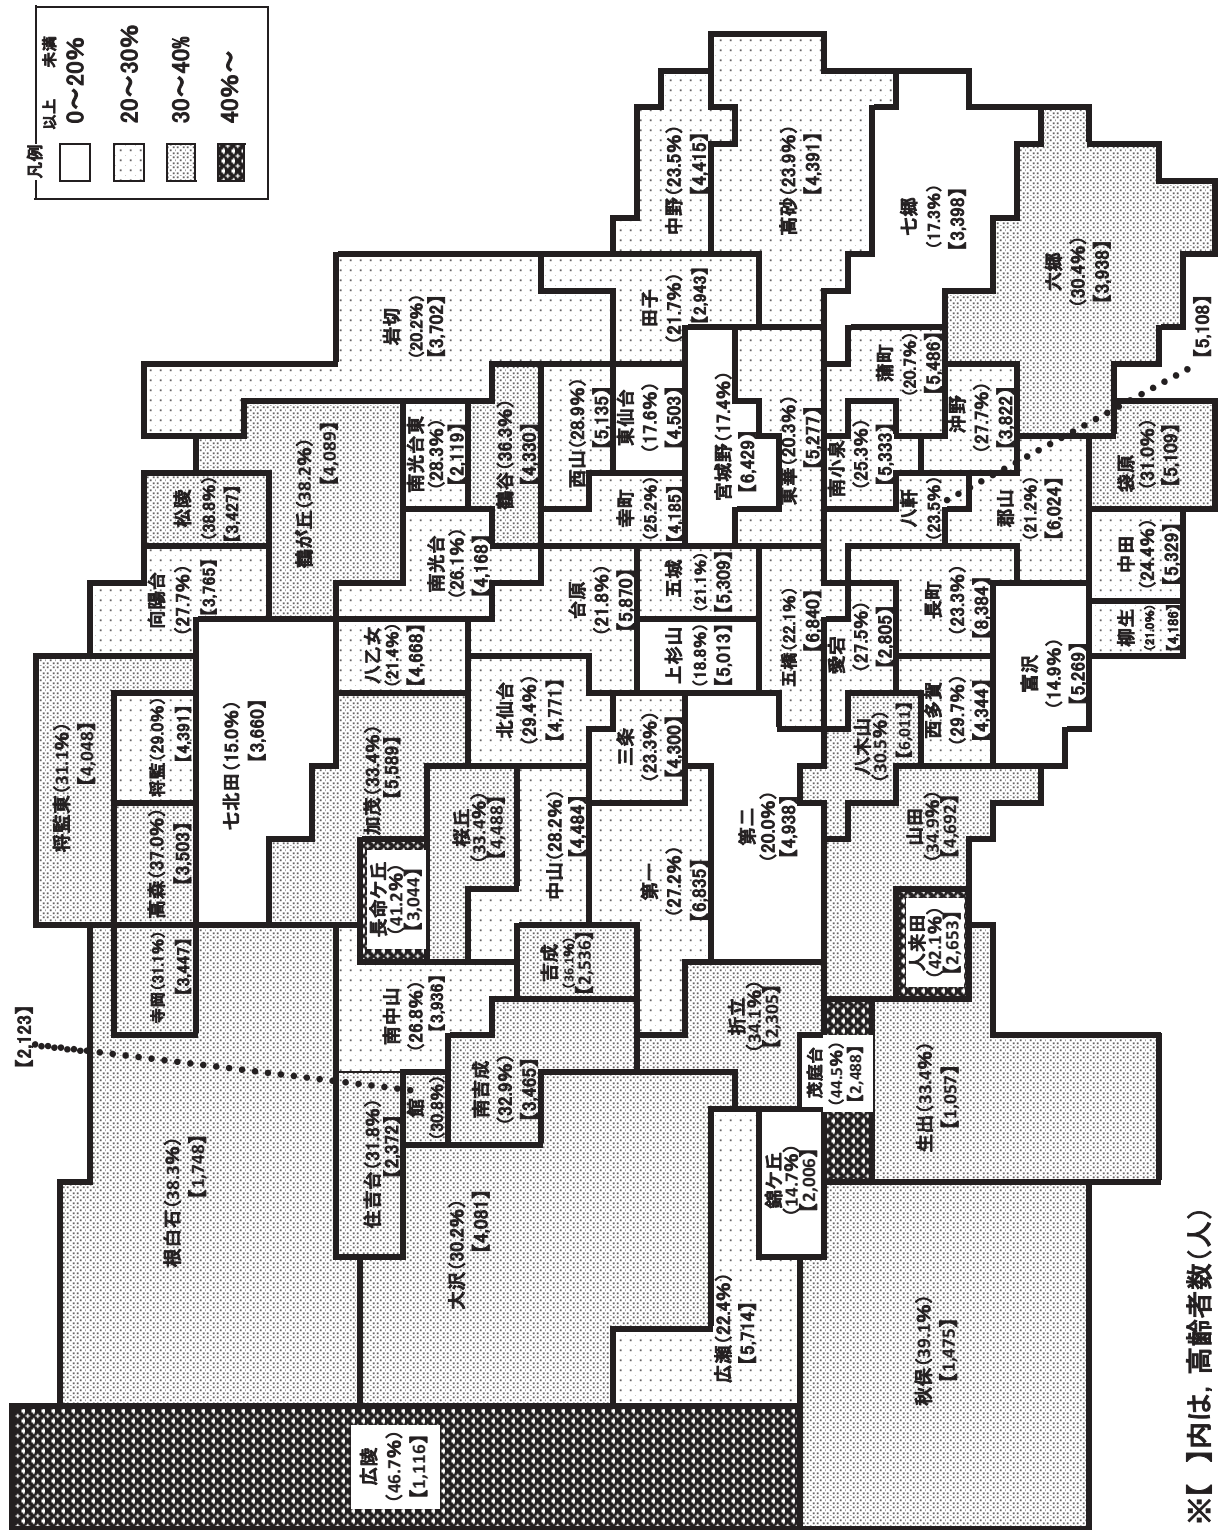 凡例
以上 未満
0～20%
20～30%
30～40%
40%～
【2,123】
将監東(31.1%)
【4,048】
将監(29.0%)
【4,391】
高森(37.0%)
【3,503】
寺岡(31.1%)
【3,447】
向陽台
(27.7%)
【3,765】
松陵
(38.8%)
【3,427】
七北田(15.0%)
【3,660】
鶴が丘(38.2%)
【4,089】
岩切
(20.2%)
【3,702】
根白石(38.3%)
【1,748】
住吉台(31.8%)
【2,372】
館
(30.8%)
南中山
(26.8%)
【3,936】
長命ケ丘
(41.2%)
【3,044】
加茂(33.4%)
【5,589】
八乙女
(21.4%)
【4,668】
南光台
(26.1%)
【4,168】
南光台東
(28.3%)
【2,119】
鶴谷(36.3%)
【4,330】
桜丘
(33.4%)
【4,488】
北仙台
(29.4%)
【4,771】
台原
(21.8%)
【5,870】
西山(28.9%)
【5,135】
幸町
(25.2%)
【4,185】
東仙台
(17.6%)
【4,503】
田子
(21.7%)
【2,943】
中野(23.5%)
【4,415】
高砂(23.9%)
【4,391】
大沢(30.2%)
【4,081】
南吉成
(32.9%)
【3,465】
吉成
(36.1%)
【2,536】
中山(28.2%)
【4,484】
三条
(23.3%)
【4,300】
上杉山
(18.8%)
【5,013】
五城
(21.1%)
【5,309】
宮城野(17.4%)
【6,429】
東華(20.3%)
【5,277】
第一
(27.2%)
【6,835】
第二
(20.0%)
【4,938】
五橋(22.1%)
【6,840】
折立
(34.1%)
【2,305】
広瀬(22.4%)
【5,714】
錦ケ丘
(14.7%)
【2,006】
茂庭台
(44.5%)
【2,488】
広陵
(46.7%)
【1,116】
愛宕
(27.5%)
【2,805】
南小泉
(25.3%)
【5,333】
蒲町
(20.7%)
【5,486】
七郷
(17.3%)
【3,398】
六郷
(30.4%)
【3,938】
沖野
(27.7%)
【3,822】
八軒
(23.5%)
【5,108】
郡山
(21.2%)
【6,024】
長町
(23.3%)
【8,384】
八木山
(30.5%)
【6,011】
西多賀
(29.7%)
【4,344】
山田
(34.9%)
【4,692】
人来田
(42.1%)
【2,653】
生出(33.4%)
【1,057】
秋保(39.1%)
【1,475】
富沢
(14.9%)
【5,269】
柳生
(21.0%)
【4,186】
中田
(24.4%)
【5,329】
袋原
(31.0%)
【5,109】
※【 】内は，高齢者数（人）